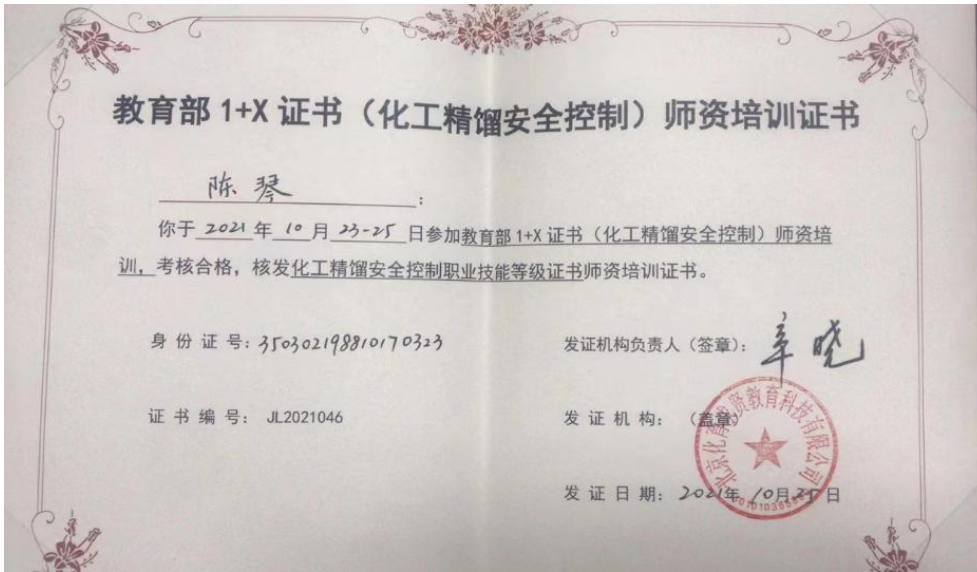 教育部 1+X 证书（化工精馏安全控制）师资培训证书
陈琴：
你于 2021 年 10 月 23-25 日参加教育部 1+X 证书（化工精馏安全控制）师资培
训，考核合格，核发化工精馏安全控制职业技能等级证书师资培训证书。
身份证号：350302198810170323
发证机构负责人（签章）：
证书编号：JL2021046
发证机构：（盖章）
发证日期：2021年 10月 25日